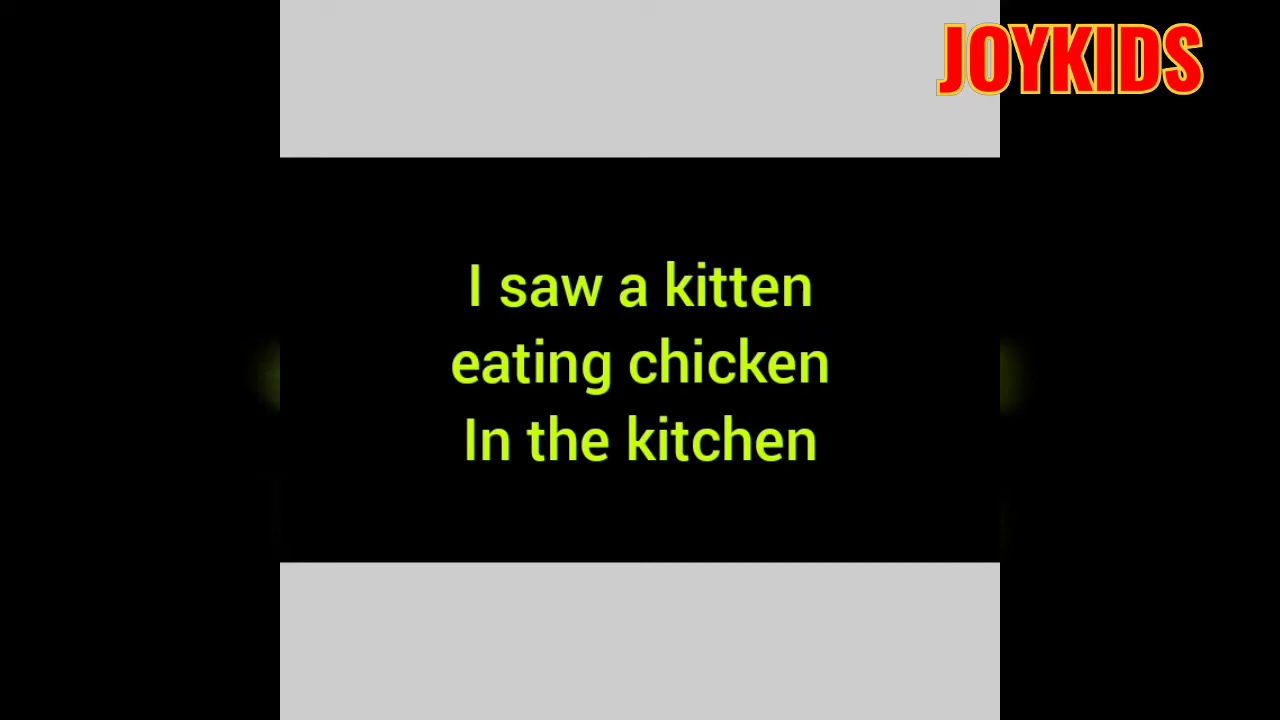 JOYKIDS
I saw a kitten
eating chicken
In the kitchen